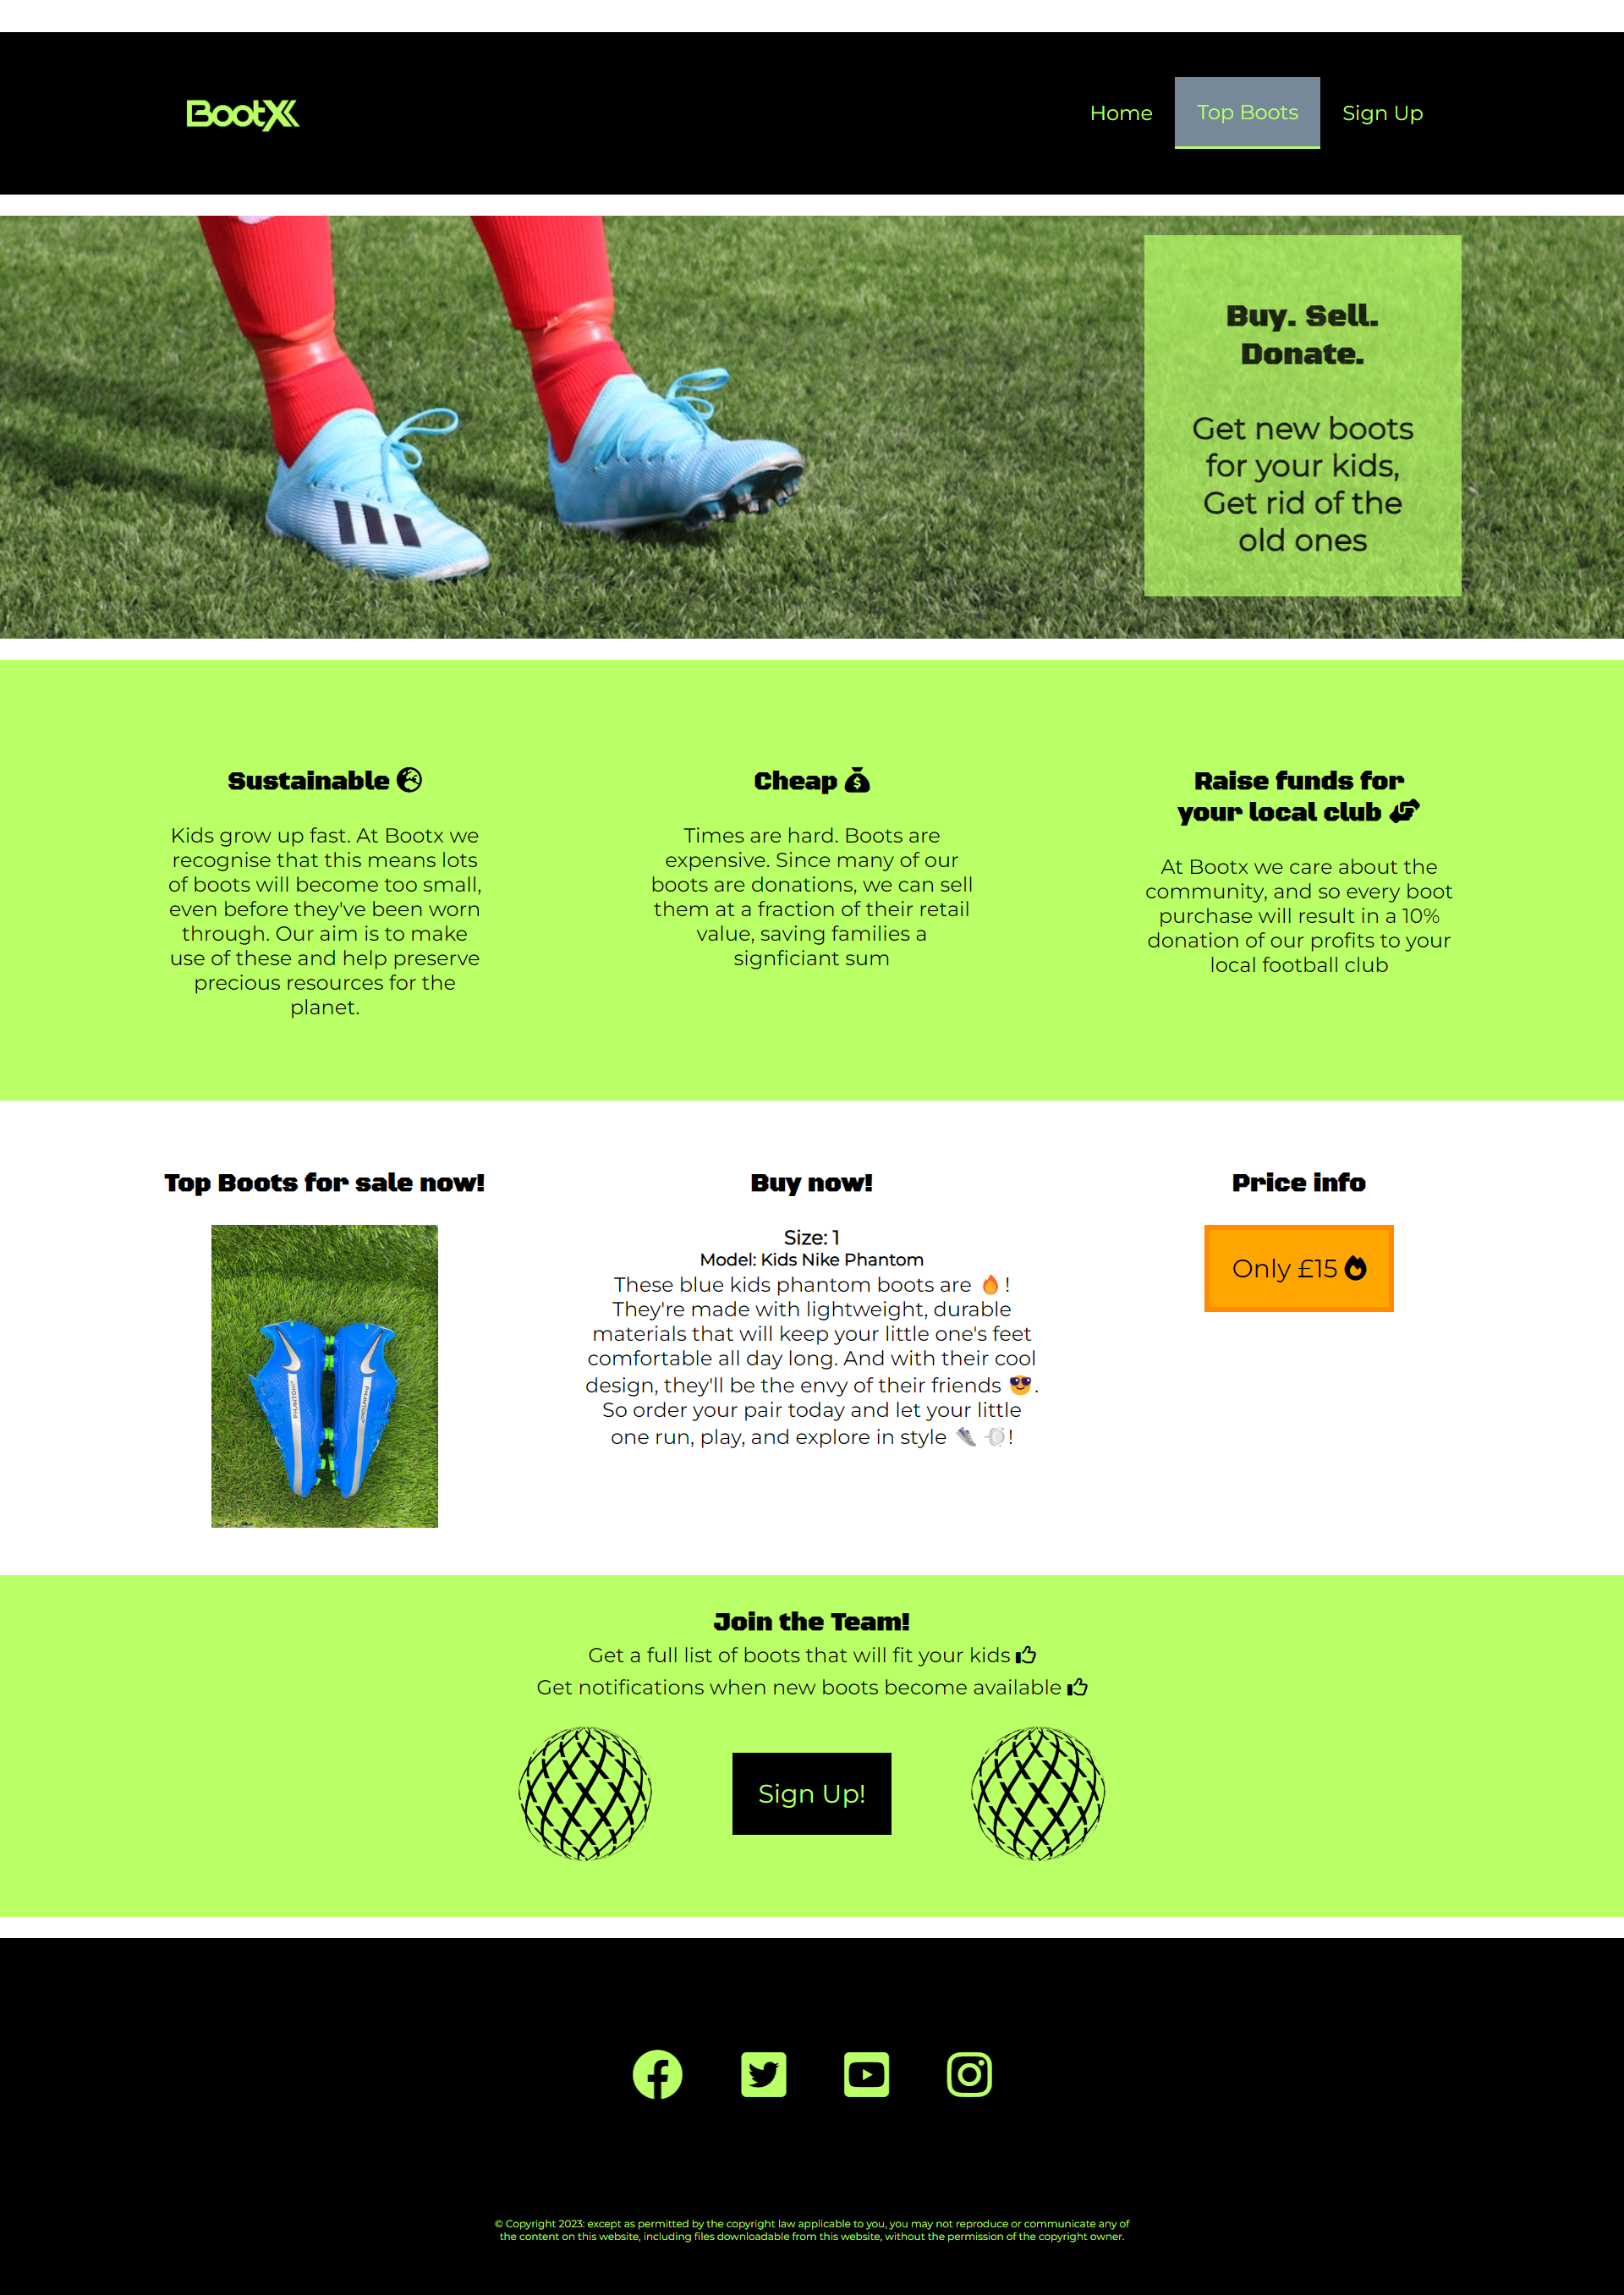 BootX
Home
Top Boots
Sign Up
Buy. Sell.
Donate.
Get new boots
for your kids,
Get rid of the
old ones
Sustainable
Kids grow up fast. At Bootx we
recognise that this means lots
of boots will become too small,
even before they've been worn
through. Our aim is to make
use of these and help preserve
precious resources for the
planet.
Cheap
Times are hard. Boots are
expensive. Since many of our
boots are donations, we can sell
them at a fraction of their retail
value, saving families a
signficiant sum
Raise funds for
your local club
At Bootx we care about the
community, and so every boot
purchase will result in a 10%
donation of our profits to your
local football club
Top Boots for sale now!
PHANTOM
PHANTOM
Buy now!
Size: 1
Model: Kids Nike Phantom
These blue kids phantom boots are 🔥!
They're made with lightweight, durable
materials that will keep your little one's feet
comfortable all day long. And with their cool
design, they'll be the envy of their friends 😎.
So order your pair today and let your little
one run, play, and explore in style 👟 💨!
Price info
Only £15
Join the Team!
Get a full list of boots that will fit your kids
Get notifications when new boots become available
Sign Up!
© Copyright 2023: except as permitted by the copyright law applicable to you, you may not reproduce or communicate any of
the content on this website, including files downloadable from this website, without the permission of the copyright owner.